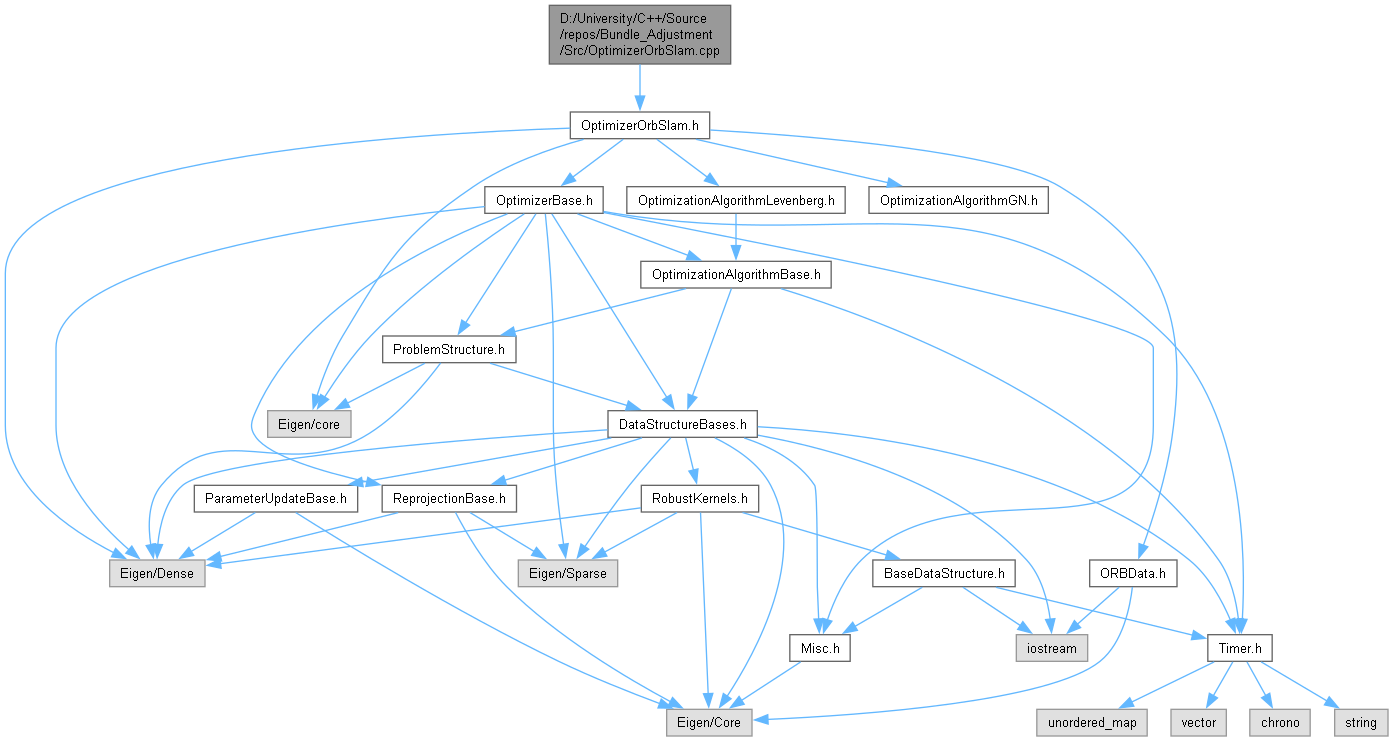 D:/University/C++/Source
/repos/Bundle_Adjustment
/Src/OptimizerOrbSlam.cpp
OptimizerOrbSlam.h
OptimizerBase.h
OptimizationAlgorithmLevenberg.h
OptimizationAlgorithmGN.h
OptimizationAlgorithmBase.h
ProblemStructure.h
Eigen/core
DataStructureBases.h
ParameterUpdateBase.h
ReprojectionBase.h
RobustKernels.h
Eigen/Dense
Eigen/Sparse
BaseDataStructure.h
ORBData.h
Misc.h
iostream
Timer.h
Eigen/Core
unordered_map
vector
chrono
string